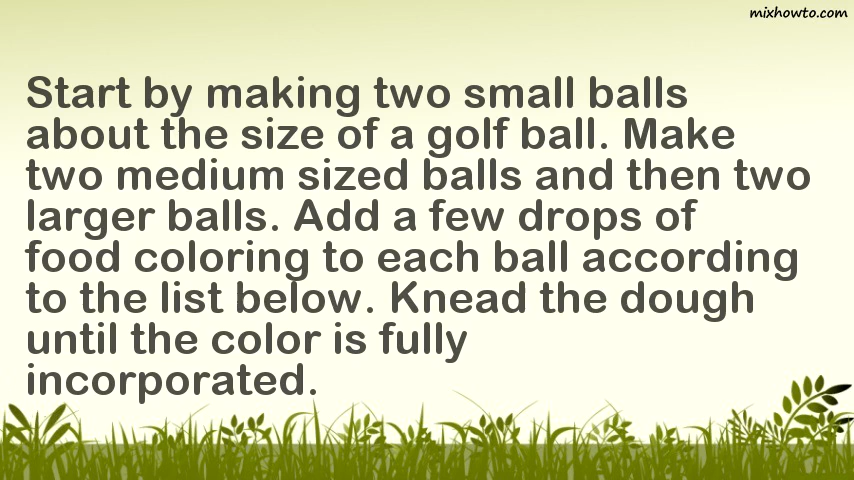 mixhowto.com
Start by making two small balls
about the size of a golf ball. Make
two medium sized balls and then two
larger balls. Add a few drops of
food coloring to each ball according
to the list below. Knead the dough
until the color is fully
incorporated.